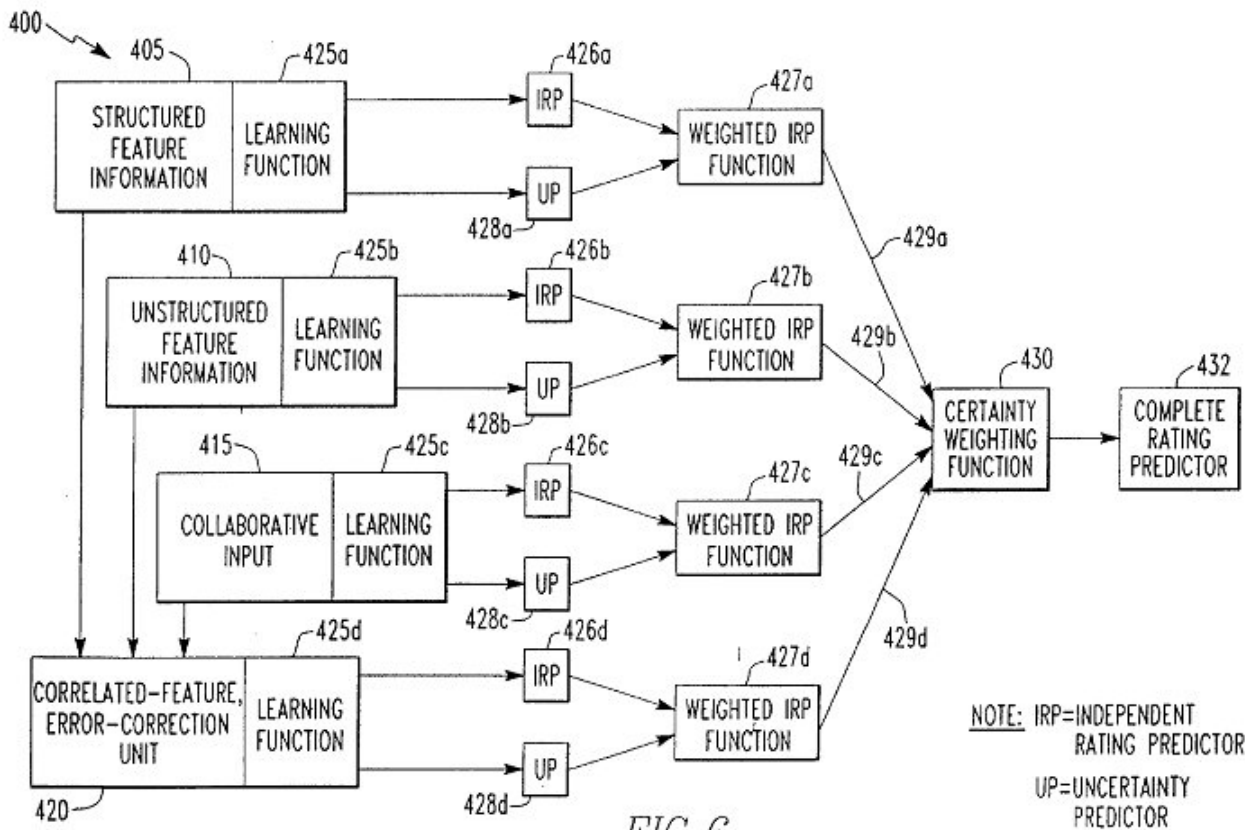 400
405
425a
STRUCTURED
FEATURE
INFORMATION
LEARNING
FUNCTION
426a
IRP
UP
428a
427a
WEIGHTED IRP
FUNCTION
429a
410
425b
UNSTRUCTURED
FEATURE
INFORMATION
LEARNING
FUNCTION
426b
IRP
UP
428b
427b
WEIGHTED IRP
FUNCTION
429b
430
CERTAINTY
WEIGHTING
FUNCTION
432
COMPLETE
RATING
PREDICTOR
415
425c
COLLABORATIVE
INPUT
LEARNING
FUNCTION
426c
IRP
UP
428c
427c
WEIGHTED IRP
FUNCTION
429c
425d
CORRELATED-FEATURE,
ERROR-CORRECTION
UNIT
420
LEARNING
FUNCTION
426d
IRP
UP
428d
427d
WEIGHTED IRP
FUNCTION
429d
NOTE: IRP=INDEPENDENT
RATING PREDICTOR
UP=UNCERTAINTY
PREDICTOR
FIG. 6